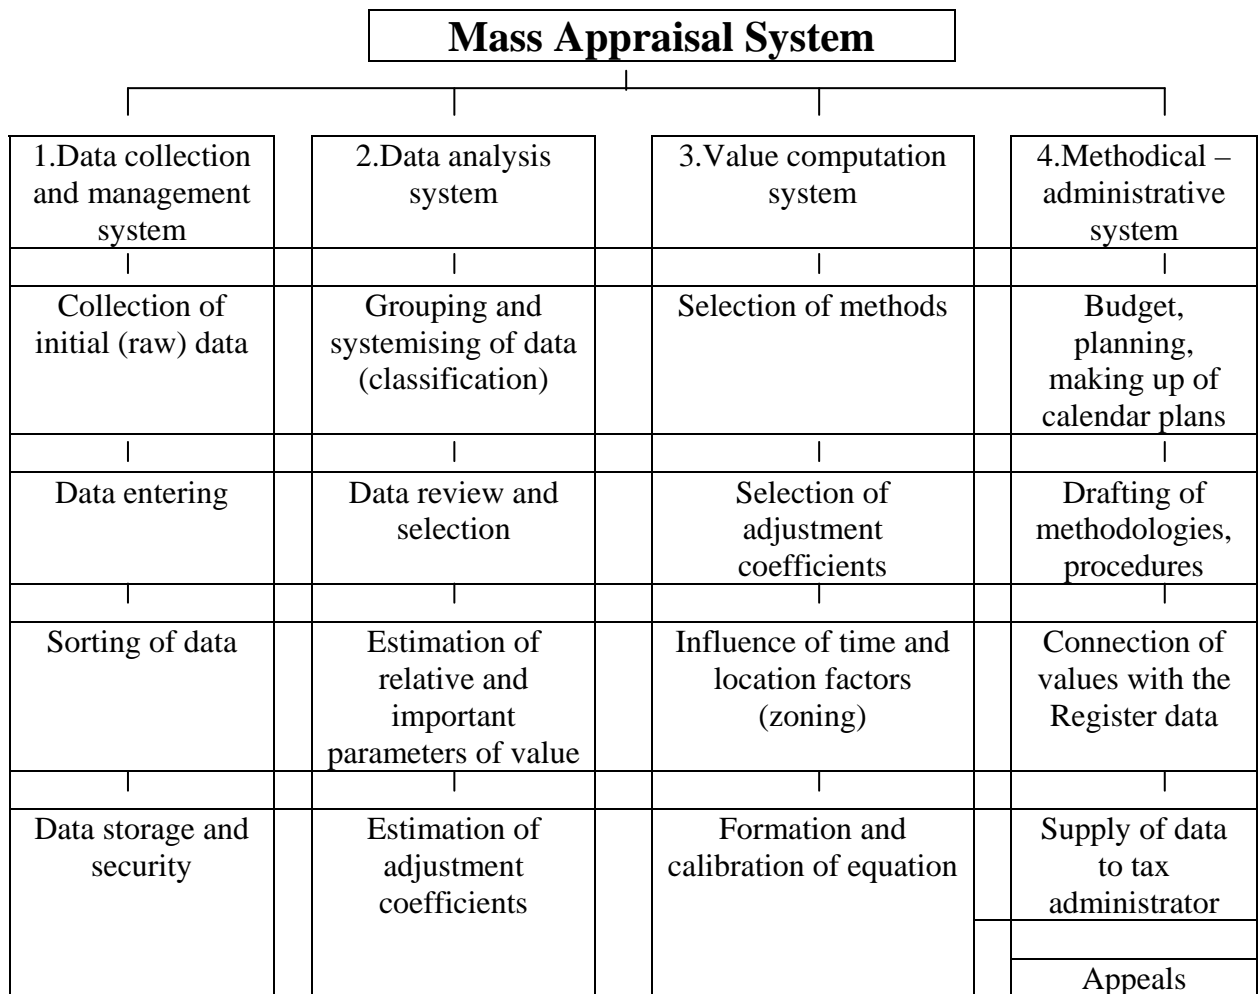 Mass Appraisal System
1.Data collection
and management
system
2.Data analysis
system
3.Value computation
system
4.Methodical –
administrative
system
Collection of
initial (raw) data
Grouping and
systemising of data
(classification)
Selection of methods
Budget,
planning,
making up of
calendar plans
Data entering
Data review and
selection
Selection of
adjustment
coefficients
Drafting of
methodologies,
procedures
Sorting of data
Estimation of
relative and
important
parameters of value
Influence of time and
location factors
(zoning)
Connection of
values with the
Register data
Data storage and
security
Estimation of
adjustment
coefficients
Formation and
calibration of equation
Supply of data
to tax
administrator
Appeals